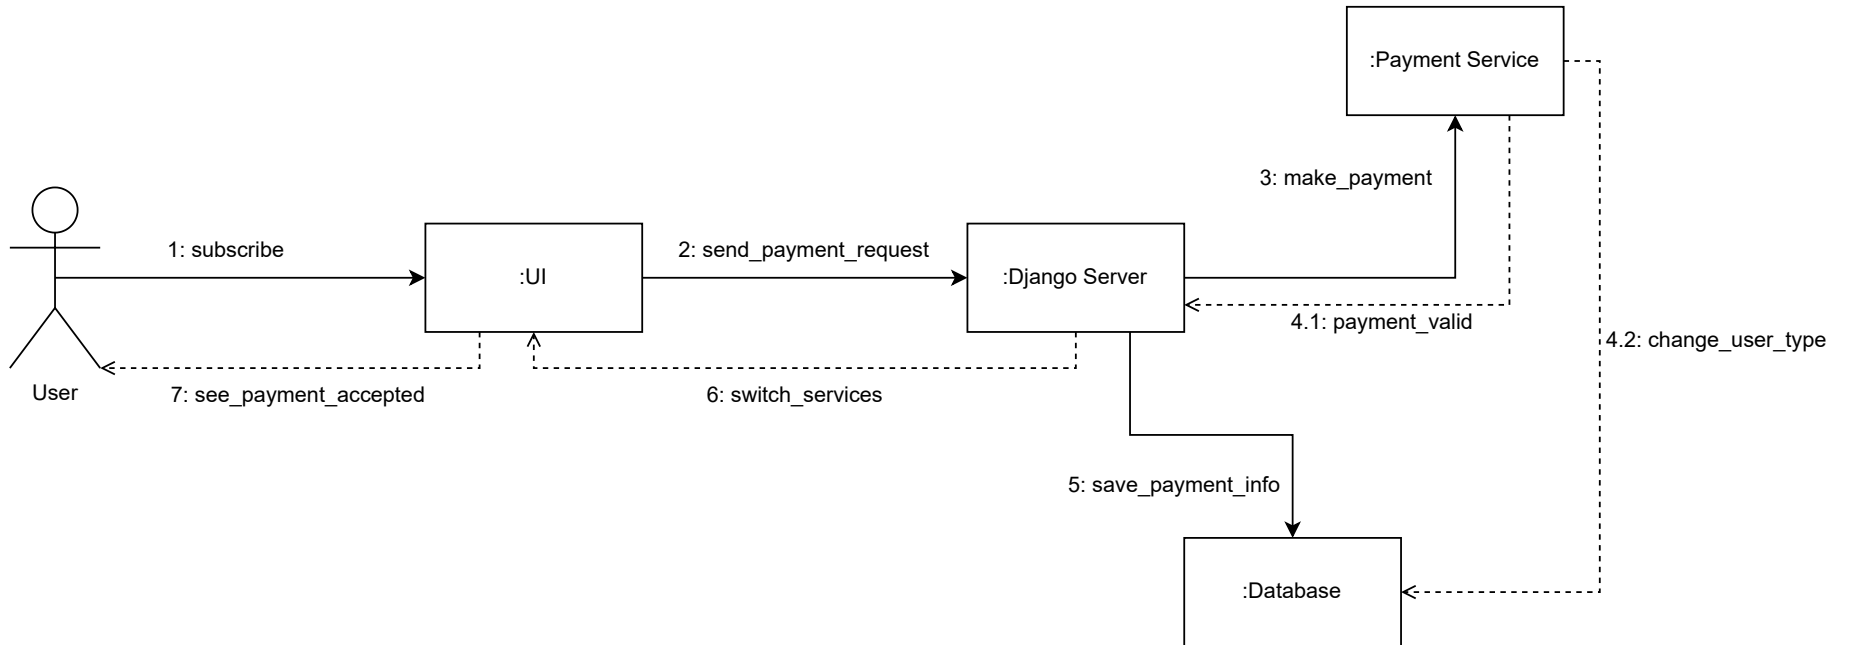 :Payment Service
3: make_payment
1: subscribe
2: send_payment_request
:UI
:Django Server
4.1: payment_valid
4.2: change_user_type
User
7: see_payment_accepted
6: switch_services
5: save_payment_info
:Database